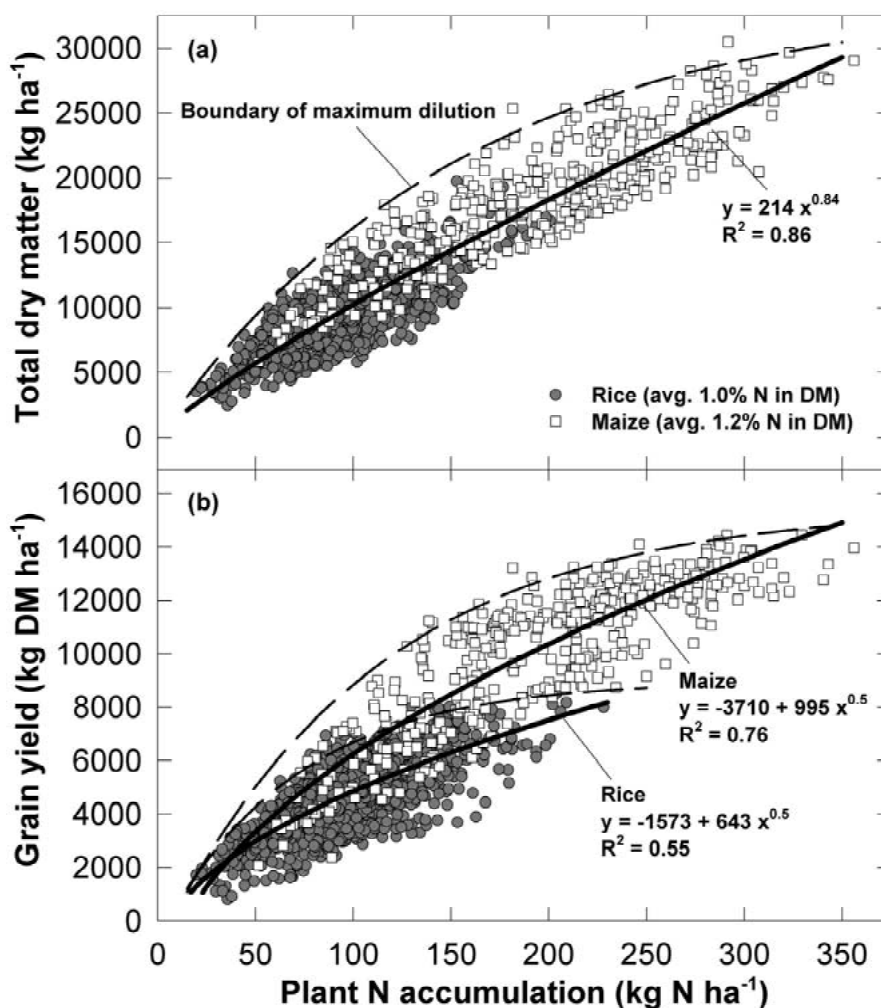 (a)
Total dry matter (kg ha⁻¹)
30000
25000
20000
15000
10000
5000
0
Boundary of maximum dilution
y = 214 x^0.84
R² = 0.86
Rice (avg. 1.0% N in DM)
Maize (avg. 1.2% N in DM)
(b)
Grain yield (kg DM ha⁻¹)
16000
14000
12000
10000
8000
6000
4000
2000
0
Maize
y = -3710 + 995 x^0.5
R² = 0.76
Rice
y = -1573 + 643 x^0.5
R² = 0.55
0 50 100 150 200 250 300 350
Plant N accumulation (kg N ha⁻¹)